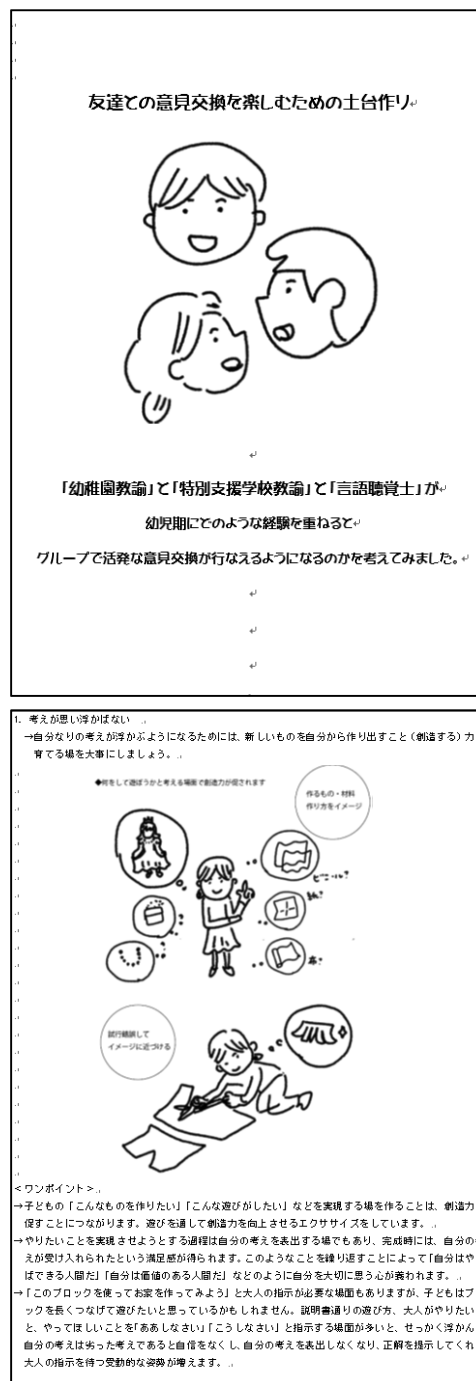 友達との意見交換を楽しむための土台作り
「幼稚園教諭」と「特別支援学校教諭」と「言語聴覚士」が
幼児期にどのような経験を重ねると
グループで活発な意見交換が行なえるようになるのかを考えてみました。
1. 考えが思い浮かばない
→自分なりの考えが浮かぶようになるためには、新しいものを自分から作り出すこと(創造する)力
育てる場を大事にしましょう。
◆何をして遊ぼうかと考える場面で創造力が促されます
作るもの・材料
作り方をイメージ
ビニール?
紙?
布?
試行錯誤して
イメージに近づける
<ワンポイント>
→子どもの「こんなものを作りたい」「こんな遊びがしたい」などを実現する場を作ることは、創造力
促すことにつながります。遊びを通して創造力を向上させるエクササイズをしています。
→やりたいことを実現させようとする過程は自分の考えを表出する場でもあり、完成時には、自分の
えが受け入れられたという満足感が得られます。このようなことを繰り返すことによって「自分はや
ばできる人間だ」「自分は価値のある人間だ」などのように自分を大切に思う心が養われます。
→「このブロックを使ってお家を作ってみよう」と大人の指示が必要な場面もありますが、子どもはブ
ックを長くつなげて遊びたいと思っているかもしれません。説明書通りの遊び方、大人がやりたい
と、やってほしいことを「ああしなさい」「こうしなさい」と指示する場面が多いと、せっかく浮かん
自分の考えは劣った考えであると自信をなくし、自分の考えを表出しなくなり、正解を提示してくれ
大人の指示を待つ受動的な姿勢が増えます。